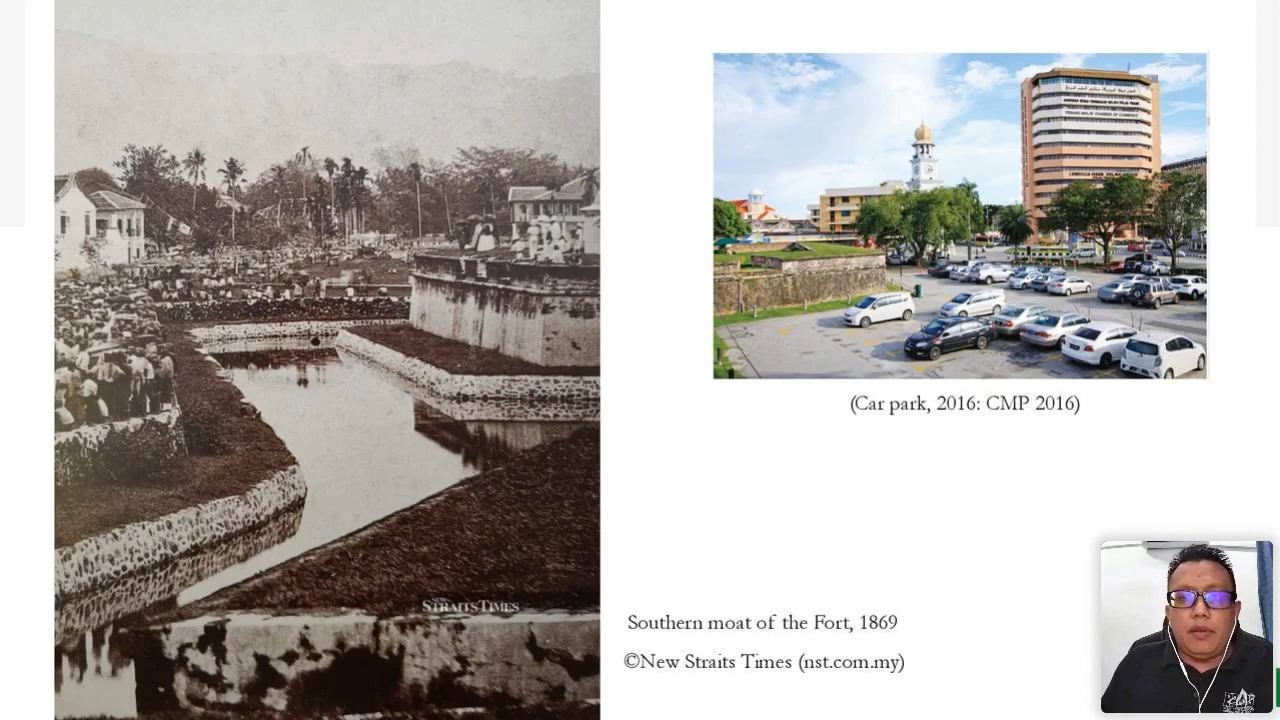 NEW
STRAITS TIMES
PENANG MALAY CHAMBER OF COMMERCE
(Car park, 2016: CMP 2016)
Southern moat of the Fort, 1869
©New Straits Times (nst.com.my)